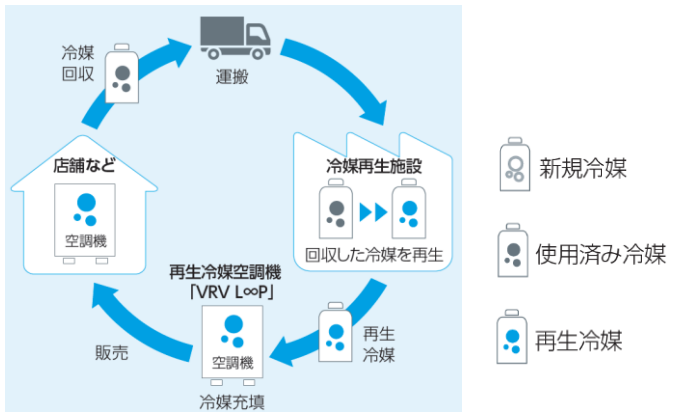 冷媒
回収
運搬
店舗など
空調機
冷媒再生施設
回収した冷媒を再生
再生冷媒空調機
「VRV L∞P」
空調機
冷媒充填
再生
冷媒
販売
新規冷媒
使用済み冷媒
再生冷媒